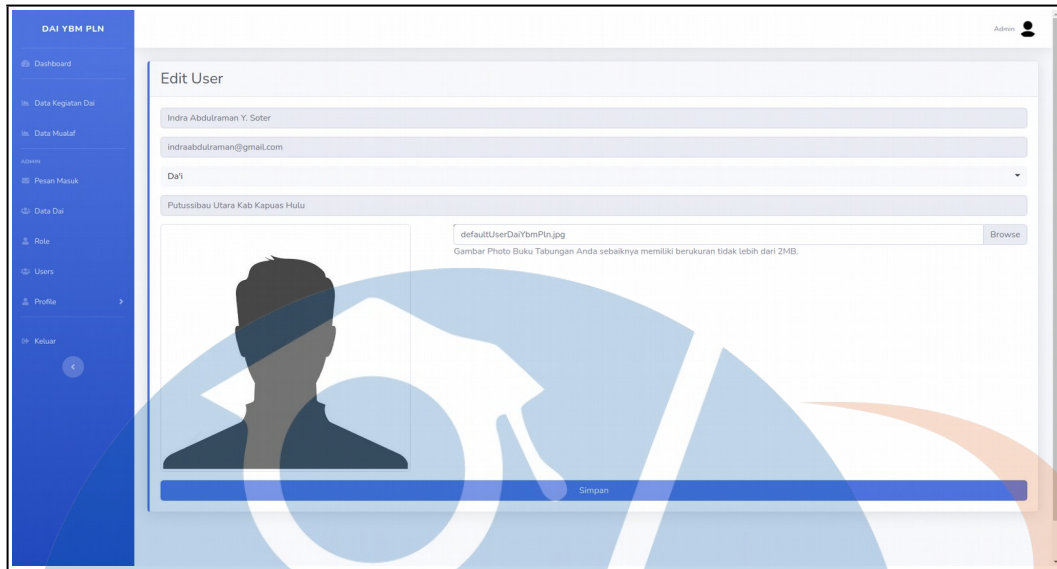 DAI YBM PLN
Admin
Dashboard
Data Kegiatan Dai
Data Mualaf
ADMIN
Pesan Masuk
Data Dai
Role
Users
Profile
Keluar
Edit User
Indra Abdulraman Y. Soter
indraabdulraman@gmail.com
Da'i
Putussibau Utara Kab Kapuas Hulu
defaultUserDaiYbmPln.jpg
Browse
Gambar Photo Buku Tabungan Anda sebaiknya memiliki berukuran tidak lebih dari 2MB.
Simpan